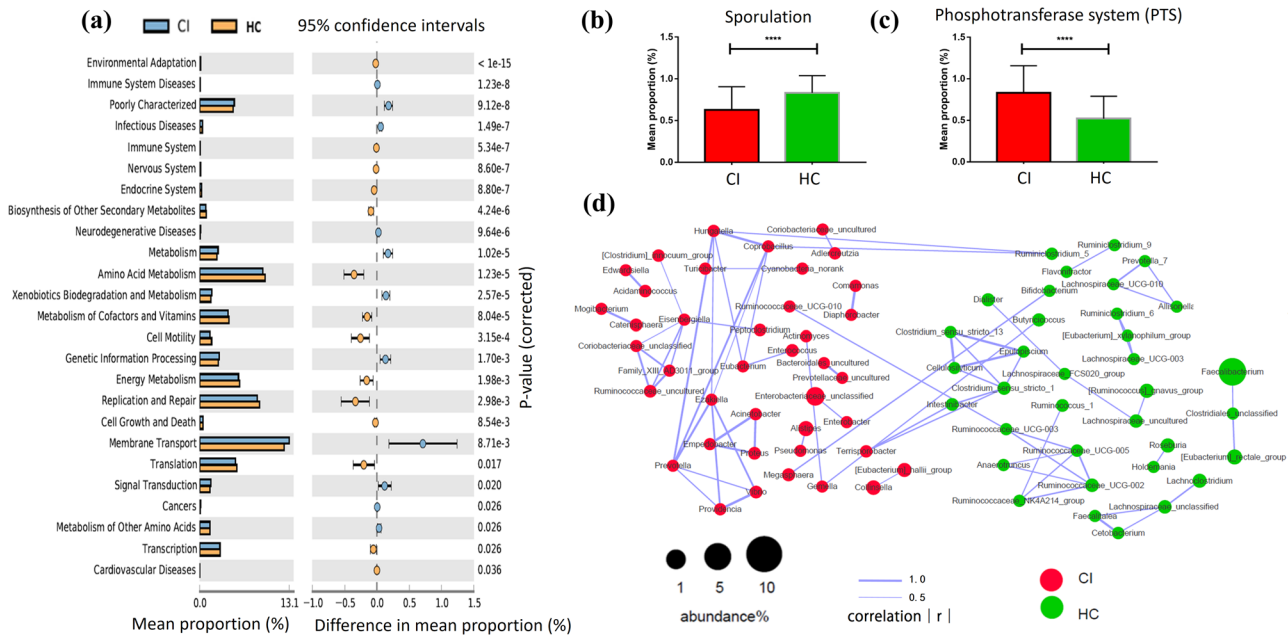 (a)
CI
HC
95% confidence intervals
Environmental Adaptation
< 1e-15
Immune System Diseases
1.23e-8
Poorly Characterized
9.12e-8
Infectious Diseases
1.49e-7
Immune System
5.34e-7
Nervous System
8.60e-7
Endocrine System
8.80e-7
Biosynthesis of Other Secondary Metabolites
4.24e-6
Neurodegenerative Diseases
9.64e-6
Metabolism
1.02e-5
Amino Acid Metabolism
1.23e-5
Xenobiotics Biodegradation and Metabolism
2.57e-5
Metabolism of Cofactors and Vitamins
8.04e-5
Cell Motility
3.15e-4
Genetic Information Processing
1.70e-3
Energy Metabolism
1.98e-3
Replication and Repair
2.98e-3
Cell Growth and Death
8.54e-3
Membrane Transport
8.71e-3
Translation
0.017
Signal Transduction
0.020
Cancers
0.026
Metabolism of Other Amino Acids
0.026
Transcription
0.026
Cardiovascular Diseases
0.036
P-value (corrected)
0.0
13.1
−1.0
−0.5
0.0
0.5
1.0
1.5
Mean proportion (%)
Difference in mean proportion (%)
(b)
Sporulation
****
Mean proportion (%)
1.5
1.0
0.5
0.0
CI
HC
(c)
Phosphotransferase system (PTS)
****
Mean proportion (%)
1.5
1.0
0.5
0.0
CI
HC
(d)
Hungatella
Coprobacillus
Coriobacteriaceae_uncultured
Adlercreutzia
[Clostridium]_innocuum_group
Edwardsiella
Turicibacter
Cyanobacteria_norank
Acidaminococcus
Comamonas
Mogibacterium
Ruminococcaceae_UCG-010
Diaphorobacter
Catenisphaera
Eisenbergiella
Peptoclostridium
Actinomyces
Coriobacteriaceae_unclassified
Enterococcus
Family_XIII_AD3011_group
Eubacterium
Bacteroidales_uncultured
Prevotellaceae_uncultured
Ruminococcaceae_uncultured
Ezakiella
Enterobacteriaceae_unclassified
Acinetobacter
Enterobacter
Alistipes
Empedobacter
Proteus
Pseudomonas
Terrisporobacter
Prevotella
Megasphaera
[Eubacterium]_hallii_group
Vibrio
Gemella
Collinsella
Providencia
Ruminiclostridium_5
Ruminiclostridium_9
Flavonifractor
Prevotella_7
Bifidobacterium
Lachnospiraceae_UCG-010
Dialister
Allisonella
Butyricicoccus
Ruminiclostridium_6
Clostridium_sensu_stricto_13
[Eubacterium]_xylanophilum_group
Epulopiscium
Lachnospiraceae_UCG-003
Cellulosilyticum
Lachnospiraceae_FCS020_group
Faecalibacterium
Clostridium_sensu_stricto_1
[Ruminococcus]_gnavus_group
Intestinibacter
Ruminococcus_1
Clostridiales_unclassified
Lachnospiraceae_uncultured
Ruminococcaceae_UCG-003
Roseburia
Ruminococcaceae_UCG-005
[Eubacterium]_rectale_group
Anaerotruncus
Holdemania
Ruminococcaceae_UCG-002
Lachnoclostridium
Ruminococcaceae_NK4A214_group
Lachnospiraceae_unclassified
Faecalitalea
Cetobacterium
1
5
10
abundance%
1.0
0.5
correlation | r |
CI
HC